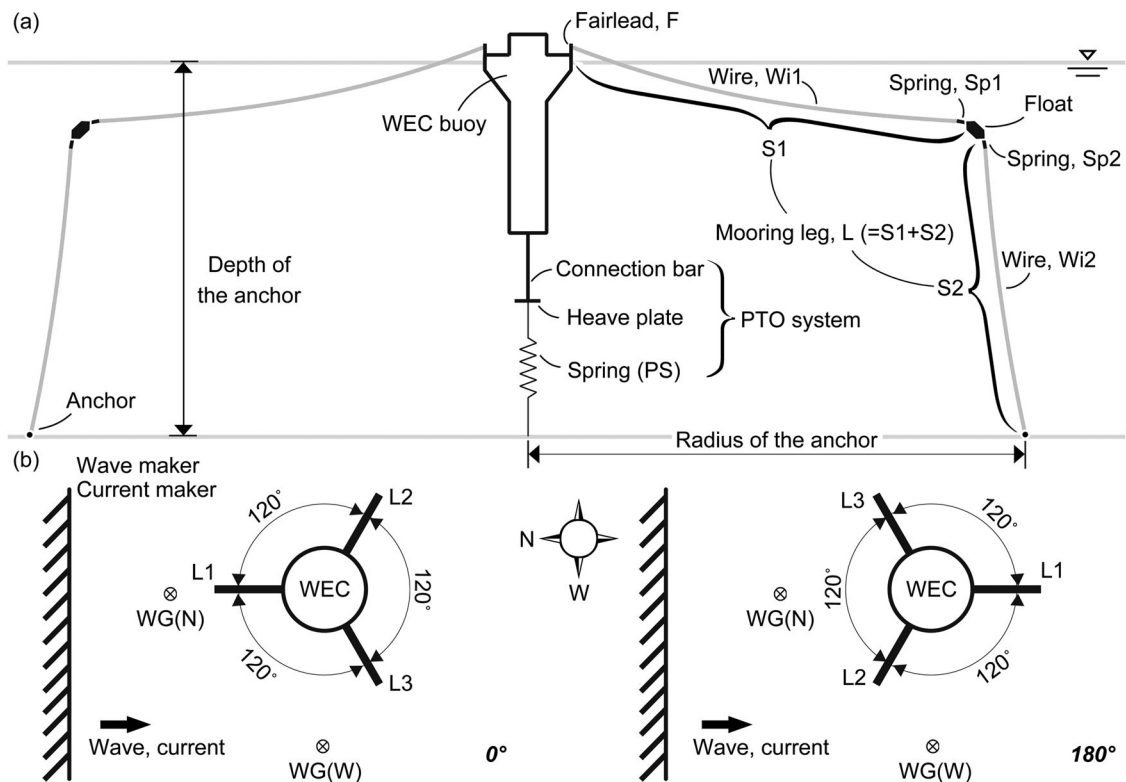 (a)
Fairlead, F
Wire, Wi1
Spring, Sp1
Float
WEC buoy
S1
Spring, Sp2
Mooring leg, L (=S1+S2)
Depth of
the anchor
Connection bar
S2
Wire, Wi2
Heave plate
PTO system
Spring (PS)
Anchor
Radius of the anchor
(b)
Wave maker
Current maker
120°
L2
L1
WEC
120°
WG(N)
120°
L3
Wave, current
WG(W)
0°
N
W
L3
120°
L1
120°
WEC
WG(N)
L2
120°
Wave, current
WG(W)
180°